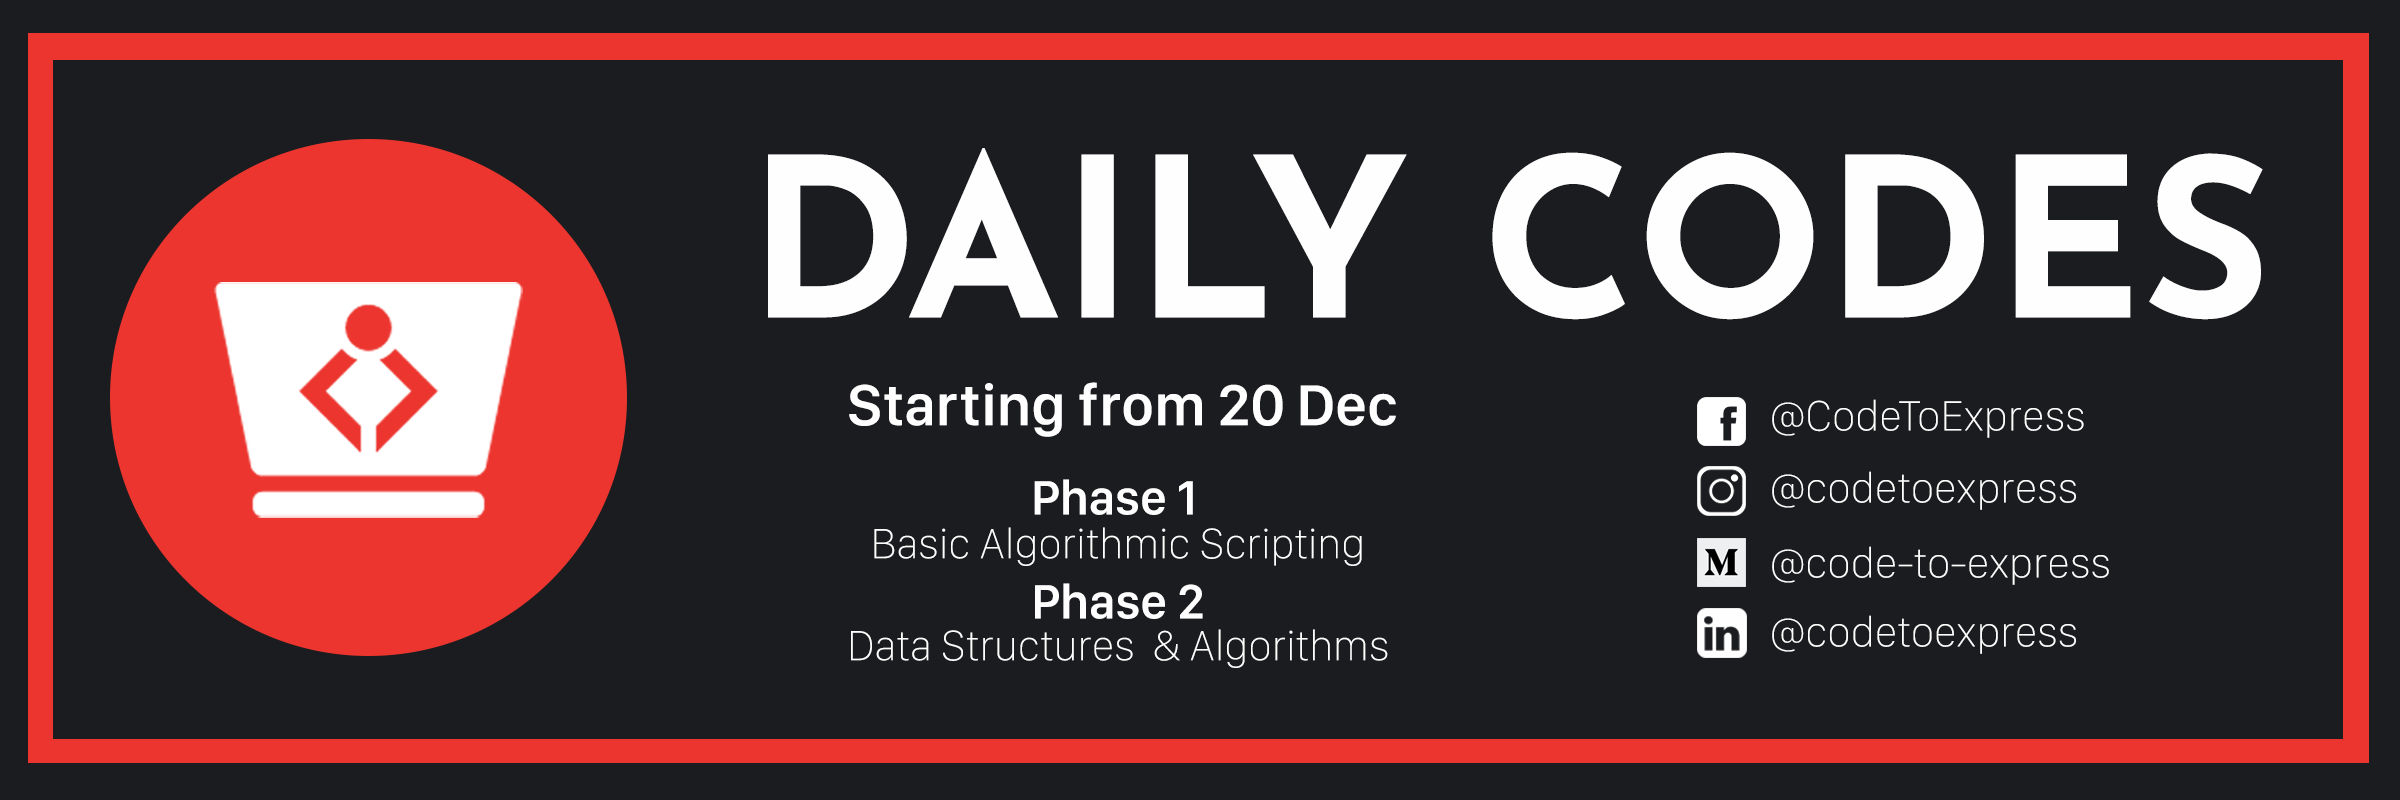 DAILY CODES
Starting from 20 Dec
Phase 1
Basic Algorithmic Scripting
Phase 2
Data Structures & Algorithms
@CodeToExpress
@codetoexpress
@code-to-express
@codetoexpress